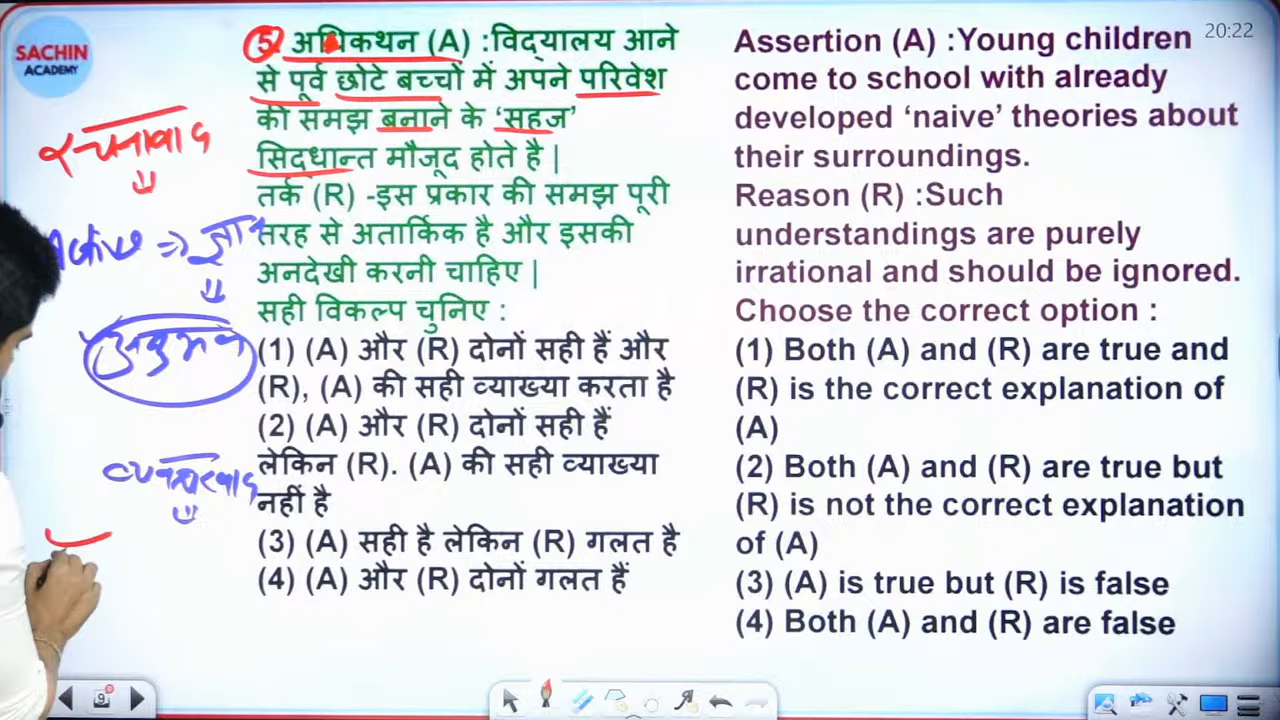 SACHIN
ACADEMY
20:22
5 अधिकथन (A) :विद्यालय आने
से पूर्व छोटे बच्चों में अपने परिवेश
की समझ बनाने के ‘सहज’
सिद्धान्त मौजूद होते है |
तर्क (R) -इस प्रकार की समझ पूरी
तरह से अतार्किक है और इसकी
अनदेखी करनी चाहिए |
सही विकल्प चुनिए :
(1) (A) और (R) दोनों सही हैं और
(R), (A) की सही व्याख्या करता है
(2) (A) और (R) दोनों सही हैं
लेकिन (R). (A) की सही व्याख्या
नहीं है
(3) (A) सही है लेकिन (R) गलत है
(4) (A) और (R) दोनों गलत हैं
Assertion (A) :Young children
come to school with already
developed ‘naive’ theories about
their surroundings.
Reason (R) :Such
understandings are purely
irrational and should be ignored.
Choose the correct option :
(1) Both (A) and (R) are true and
(R) is the correct explanation of
(A)
(2) Both (A) and (R) are true but
(R) is not the correct explanation
of (A)
(3) (A) is true but (R) is false
(4) Both (A) and (R) are false
रचनावाद
अनुभव
9